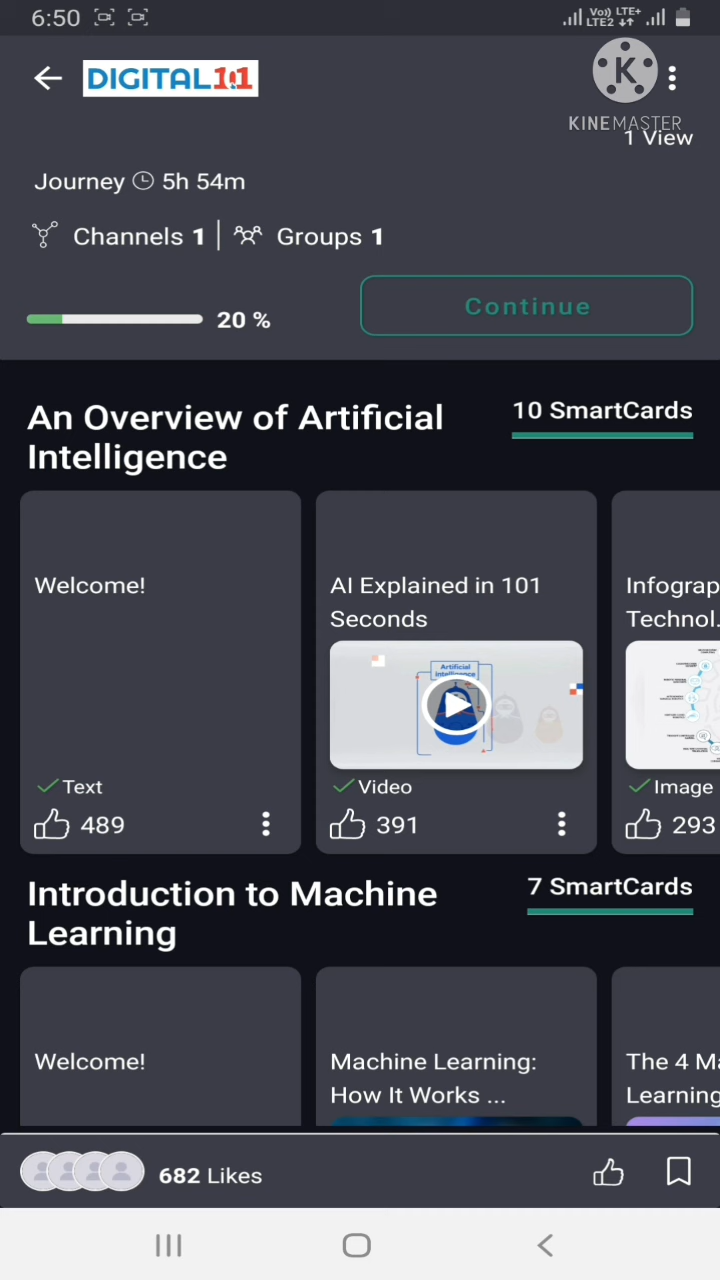 6:50
Vo)) LTE+
LTE2
DIGITAL 101
K
KINEMASTER
1 View
Journey 5h 54m
Channels 1 | Groups 1
20 %
Continue
An Overview of Artificial
Intelligence
10 SmartCards
Welcome!
Text
489
AI Explained in 101
Seconds
Artificial
Intelligence
Video
391
Infograp
Technol.
Image
293
Introduction to Machine
Learning
7 SmartCards
Welcome!
Machine Learning:
How It Works ...
The 4 Ma
Learning
682 Likes